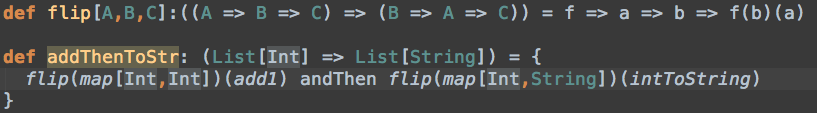 def flip[A,B,C]:((A => B => C) => (B => A => C)) = f => a => b => f(b)(a)
def addThenToStr: (List[Int] => List[String]) = {
flip(map[Int,Int])(add1) andThen flip(map[Int,String])(intToString)
}